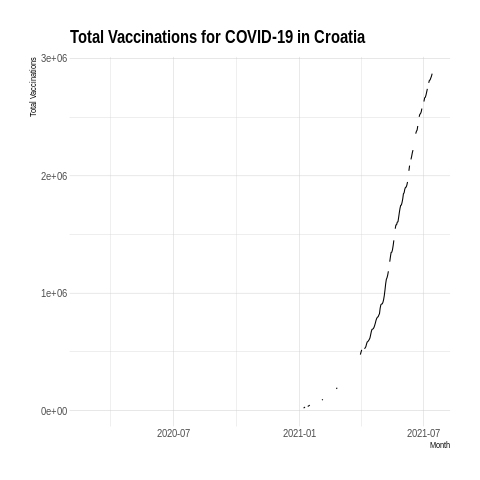 Total Vaccinations for COVID-19 in Croatia
Total Vaccinations
3e+06
2e+06
1e+06
0e+00
2020-07
2021-01
2021-07
Month